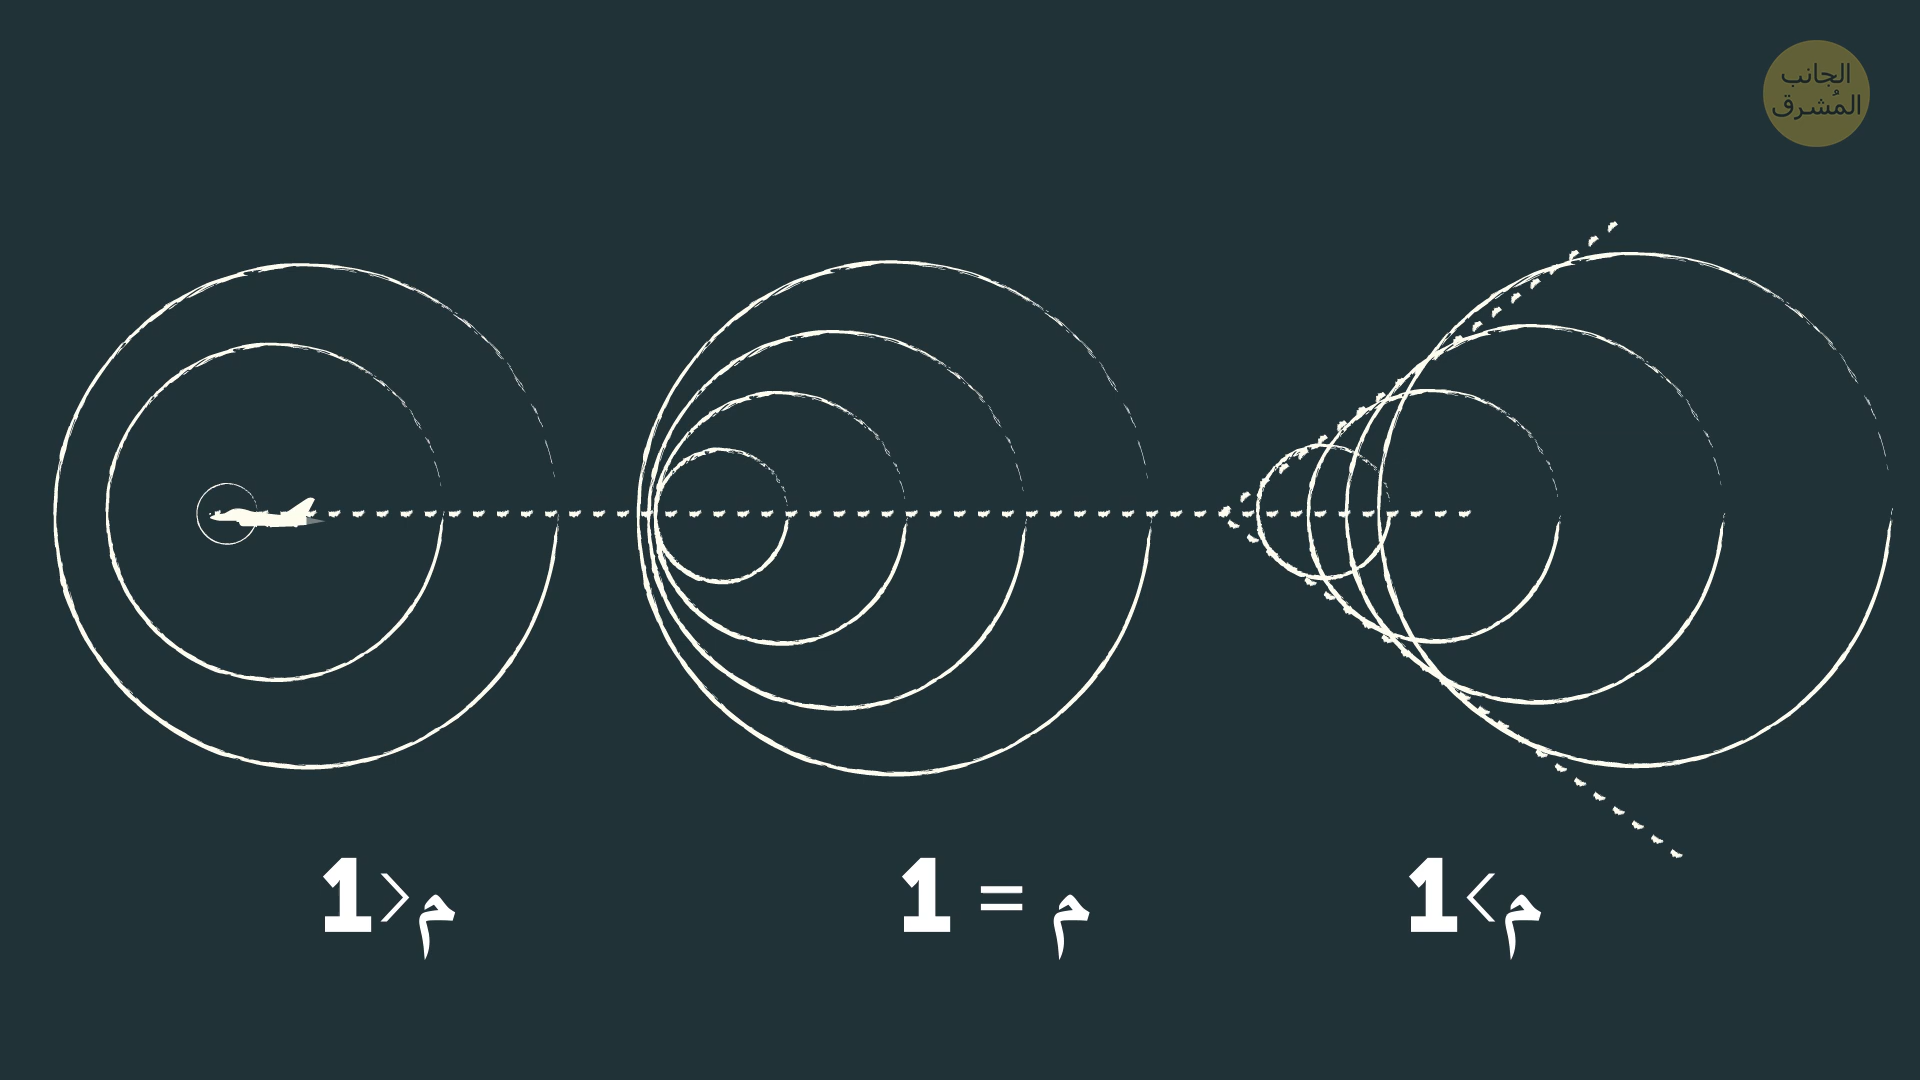 الجانب
المُشرق
م>1
م = 1
م<1